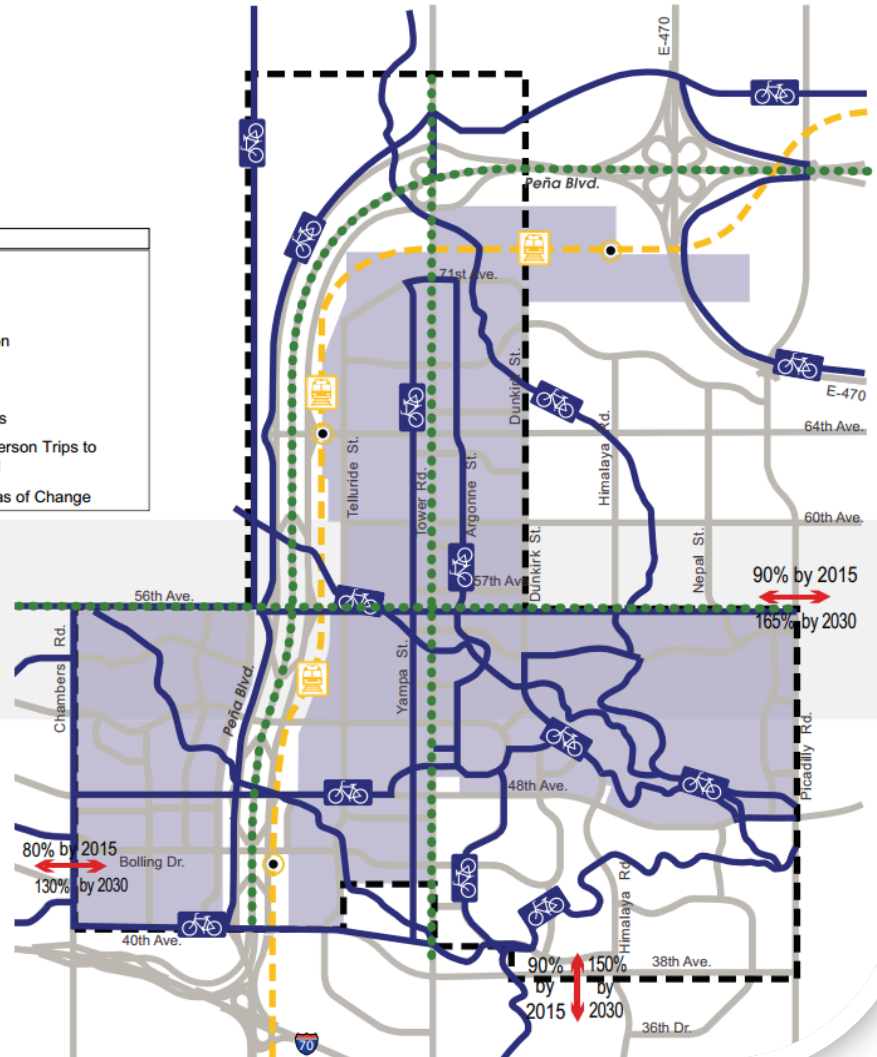 E-470
Peña Blvd.
on
s
erson Trips to
as of Change
71st Ave.
E-470
Dunkirk St.
Himalaya Rd.
64th Ave.
Telluride St.
Tower Rd.
Argonne St.
60th Ave.
Dunkirk St.
Nepal St.
57th Ave.
90% by 2015
56th Ave.
165% by 2030
Chambers Rd.
Peña Blvd.
Yampa St.
Picadilly Rd.
48th Ave.
80% by 2015
Bolling Dr.
130% by 2030
Himalaya Rd.
40th Ave.
38th Ave.
90%
by
2015
150%
by
2030
36th Dr.
70